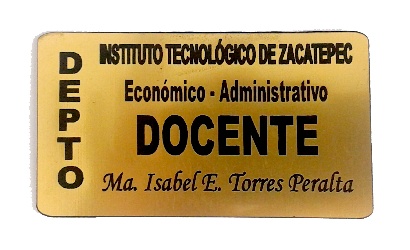 DEPTO
INSTITUTO TECNOLÓGICO DE ZACATEPEC
Económico - Administrativo
DOCENTE
Ma. Isabel E. Torres Peralta